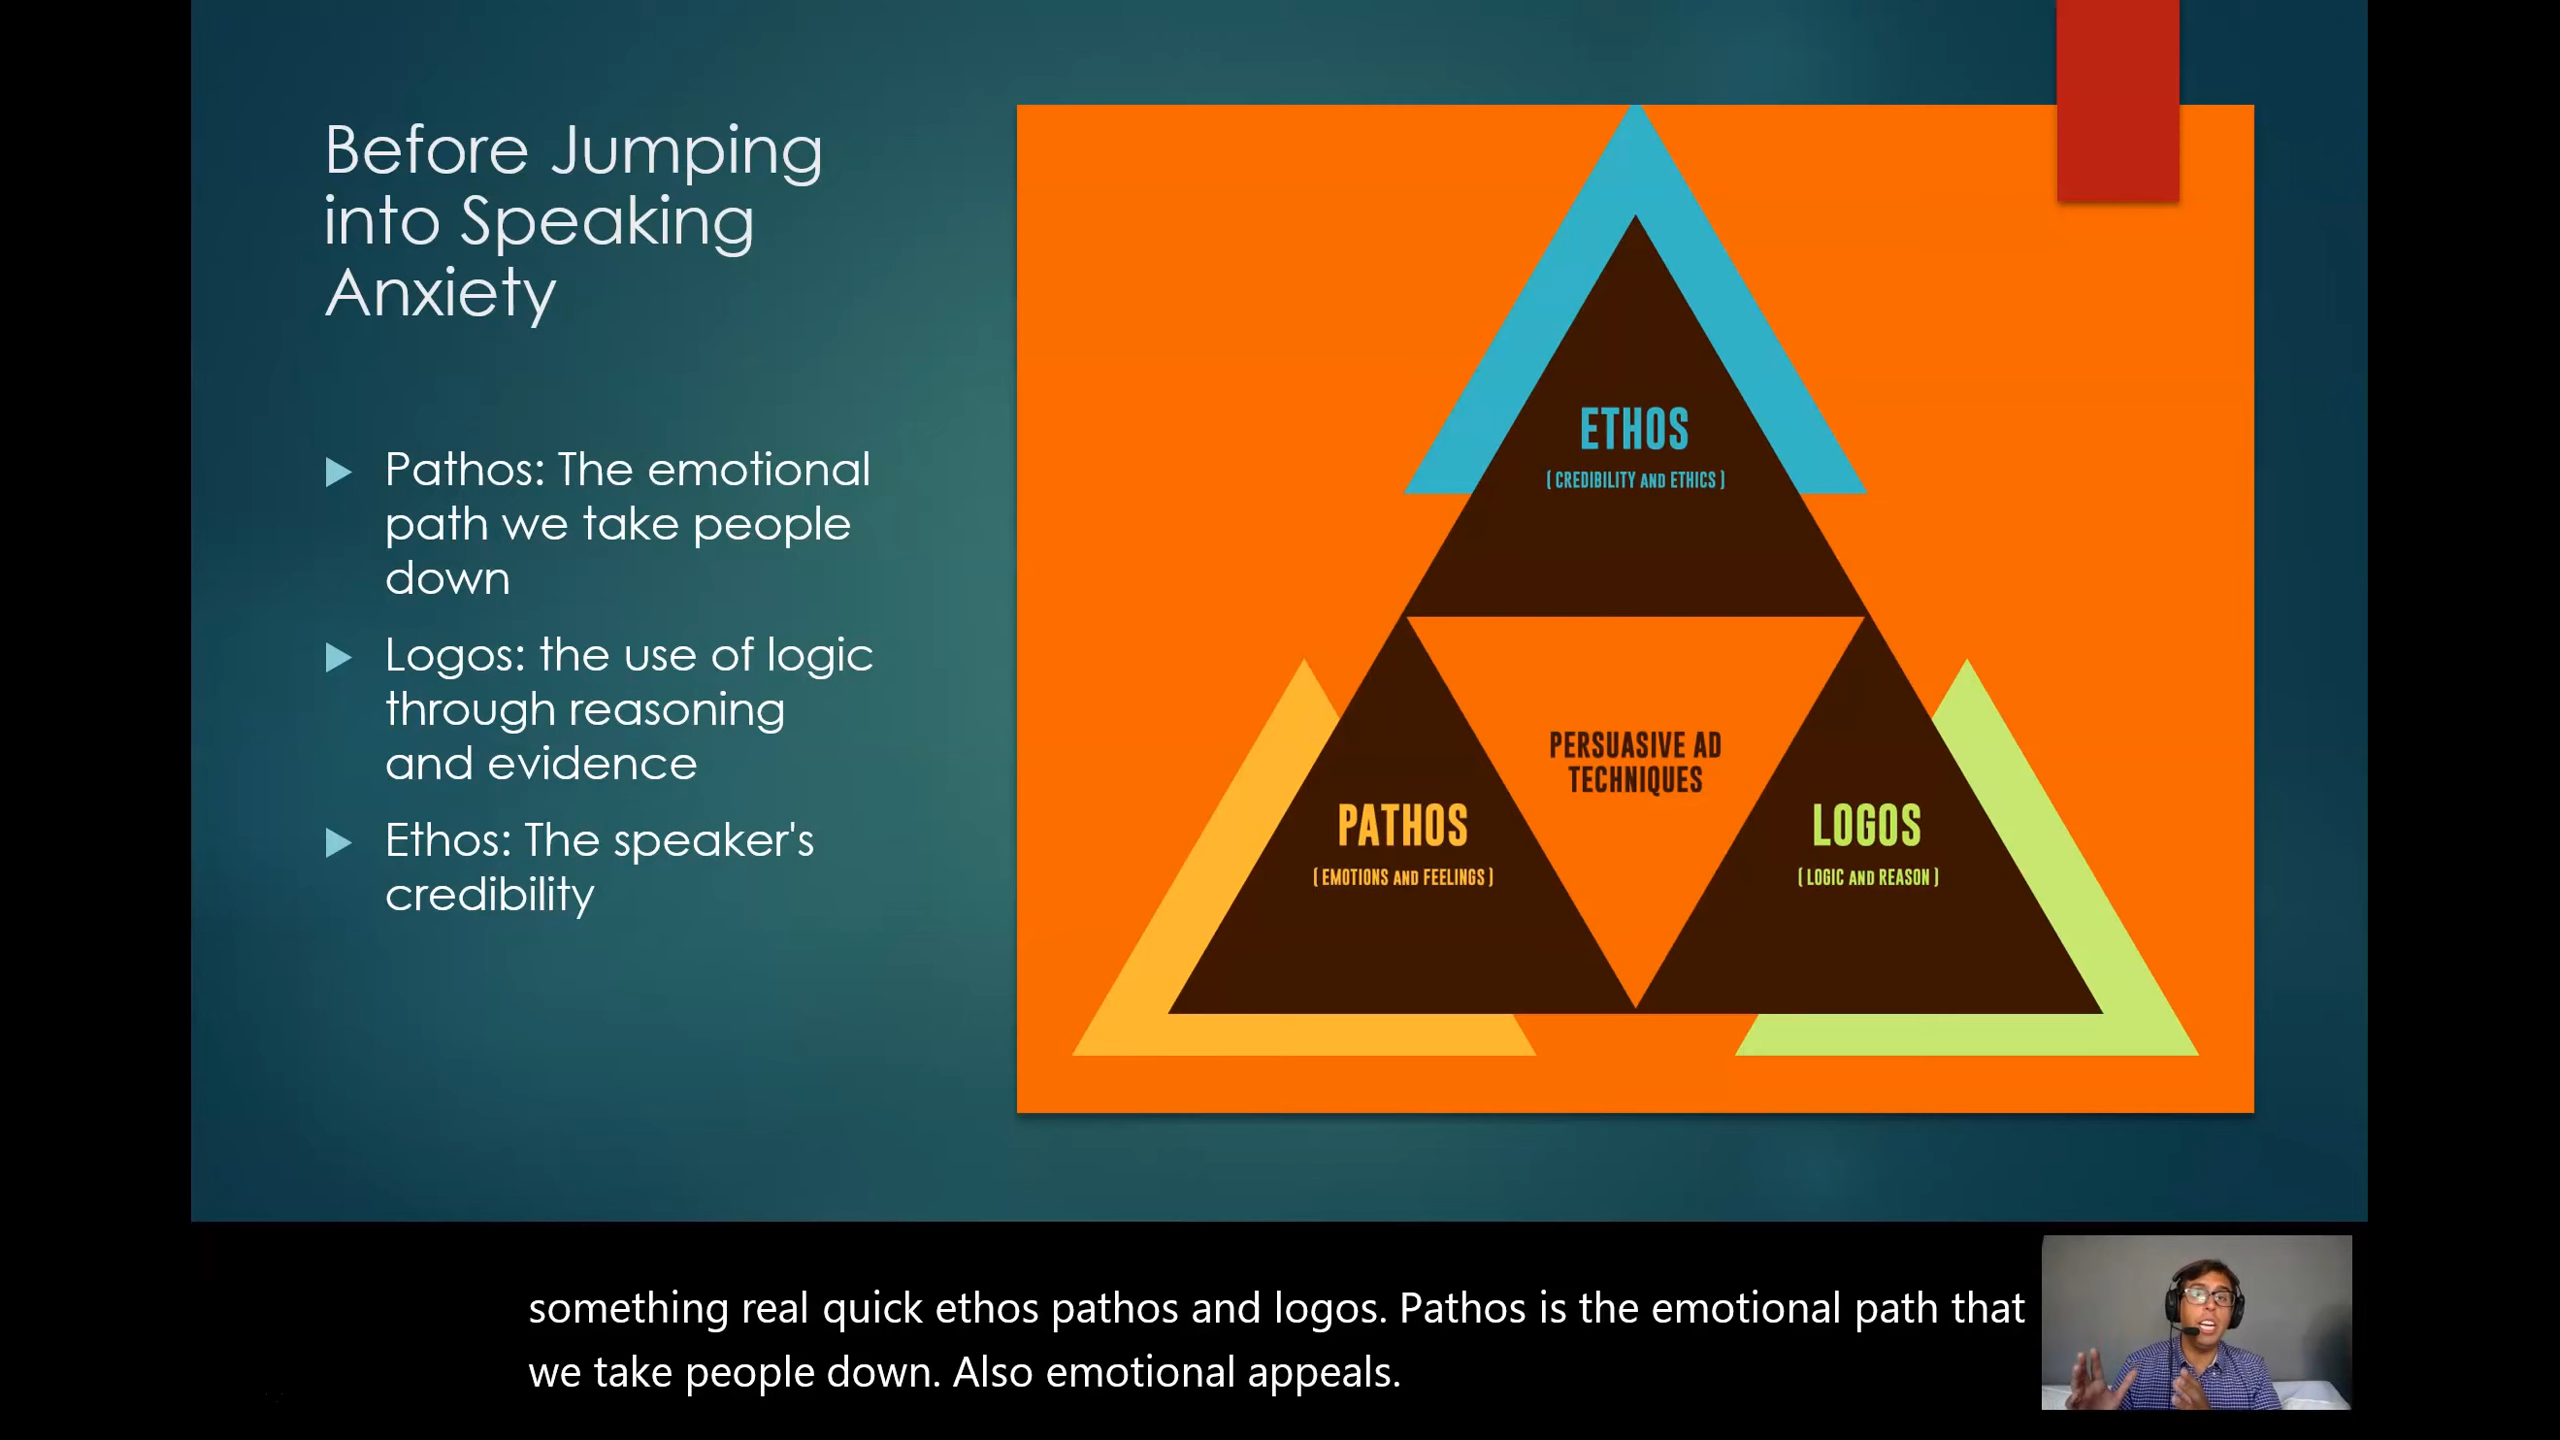 Before Jumping
into Speaking
Anxiety
Pathos: The emotional
path we take people
down
Logos: the use of logic
through reasoning
and evidence
Ethos: The speaker's
credibility
ETHOS
( CREDIBILITY AND ETHICS )
PERSUASIVE AD
TECHNIQUES
PATHOS
( EMOTIONS AND FEELINGS )
LOGOS
( LOGIC AND REASON )
something real quick ethos pathos and logos. Pathos is the emotional path that
we take people down. Also emotional appeals.